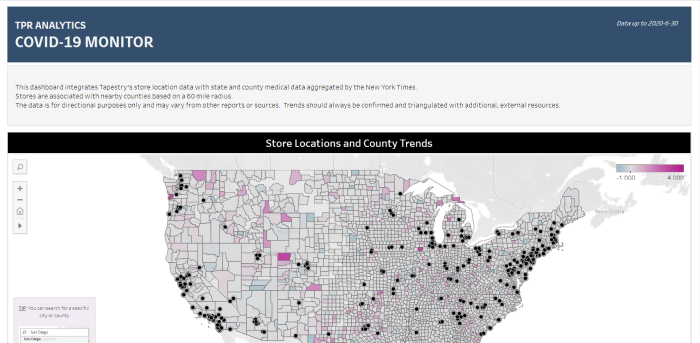 TPR ANALYTICS
Data up to 2020-6-30
COVID-19 MONITOR
This dashboard integrates Tapestry's store location data with state and county medical data aggregated by the New York Times.
Stores are associated with nearby counties based on a 60 mile radius.
The data is for directional purposes only and may vary from other reports or sources. Trends should always be confirmed and triangulated with additional, external resources.
Store Locations and County Trends
-1 000 4 000
Nova Scotia
TIP: You can search for a specific
city or county
San Diego
San Diego